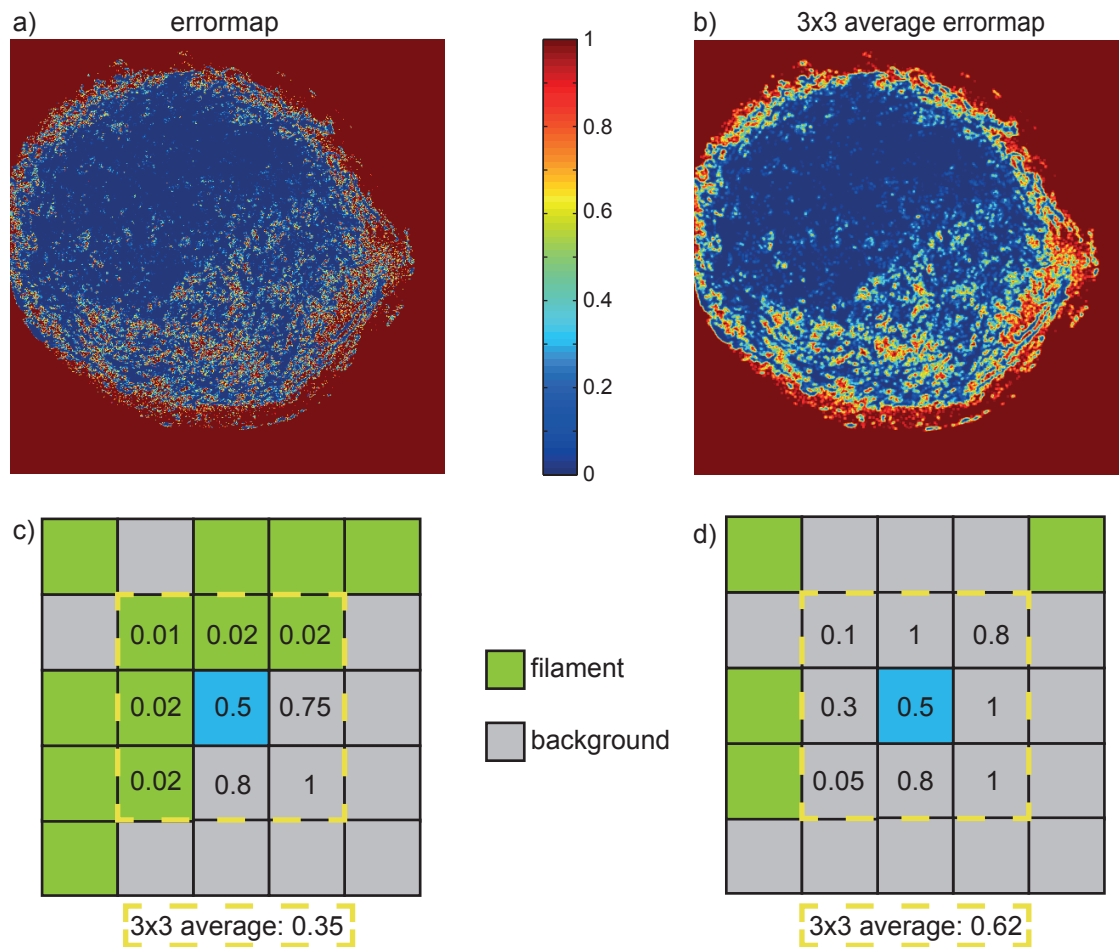 a)
errormap
b)
3x3 average errormap
1
0.8
0.6
0.4
0.2
0
c)
0.01 0.02 0.02
0.02 0.5 0.75
0.02 0.8 1
3x3 average: 0.35
filament
background
d)
0.1 1 0.8
0.3 0.5 1
0.05 0.8 1
3x3 average: 0.62